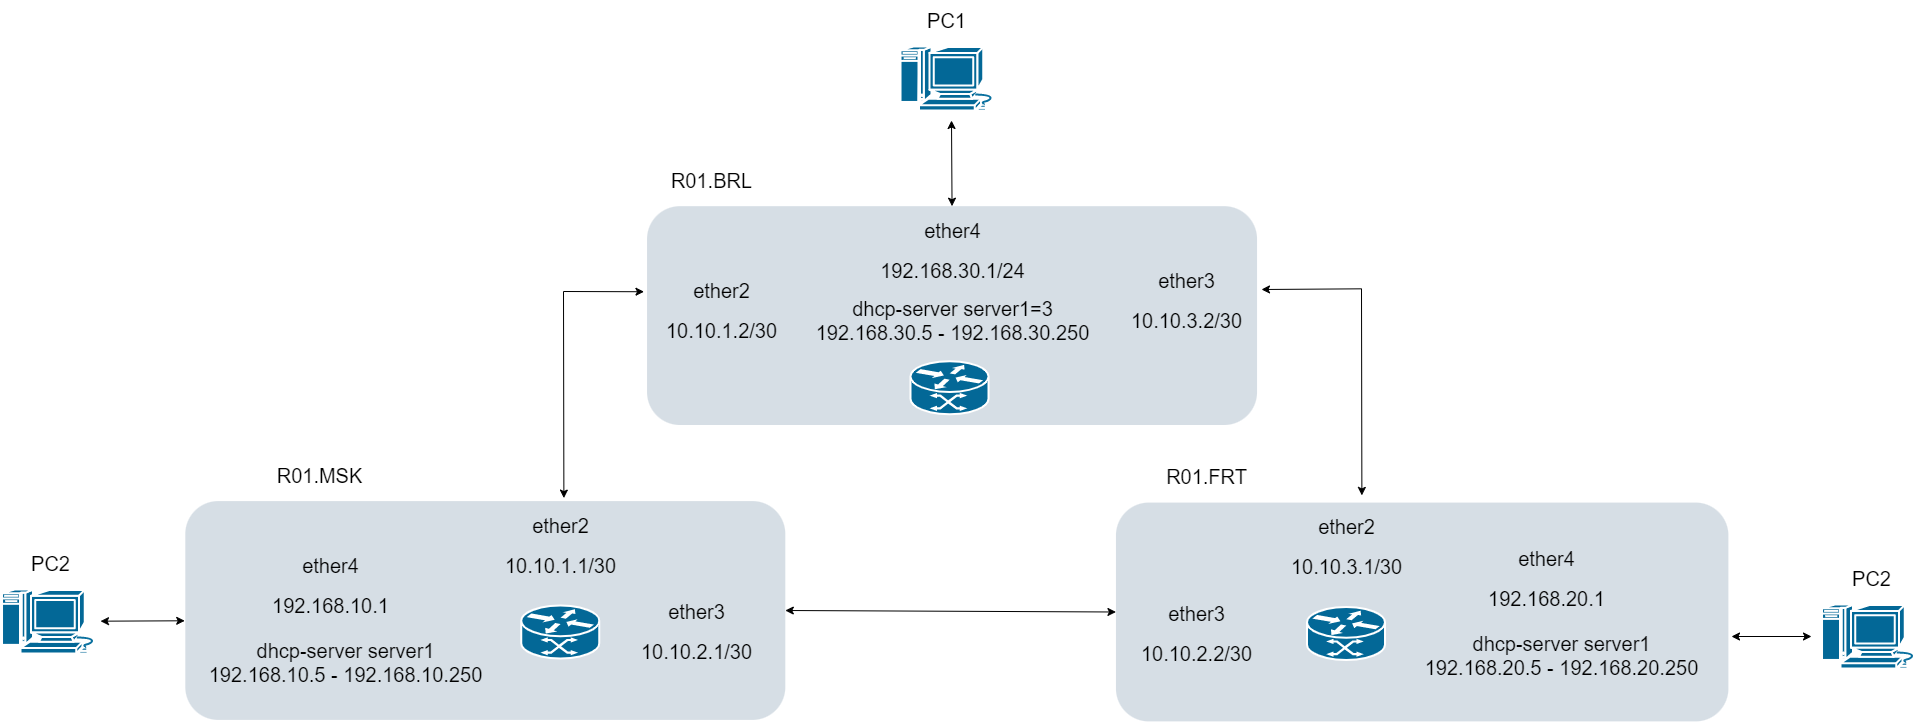 PC1
R01.BRL
ether4
192.168.30.1/24
ether2
10.10.1.2/30
dhcp-server server1=3
192.168.30.5 - 192.168.30.250
ether3
10.10.3.2/30
R01.MSK
ether2
10.10.1.1/30
PC2
ether4
192.168.10.1
dhcp-server server1
192.168.10.5 - 192.168.10.250
ether3
10.10.2.1/30
R01.FRT
ether2
10.10.3.1/30
ether3
10.10.2.2/30
ether4
192.168.20.1
dhcp-server server1
192.168.20.5 - 192.168.20.250
PC2